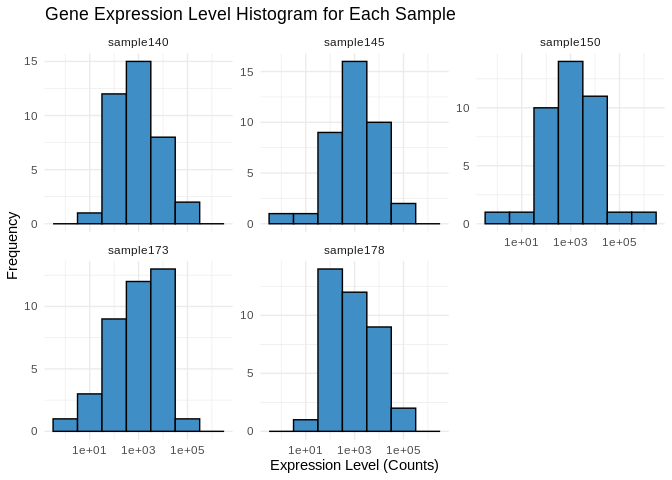 Gene Expression Level Histogram for Each Sample
sample140
sample145
sample150
15
10
5
0
15
10
5
0
10
5
0
1e+01 1e+03 1e+05
Frequency
sample173
sample178
10
5
0
10
5
0
1e+01 1e+03 1e+05
1e+01 1e+03 1e+05
Expression Level (Counts)